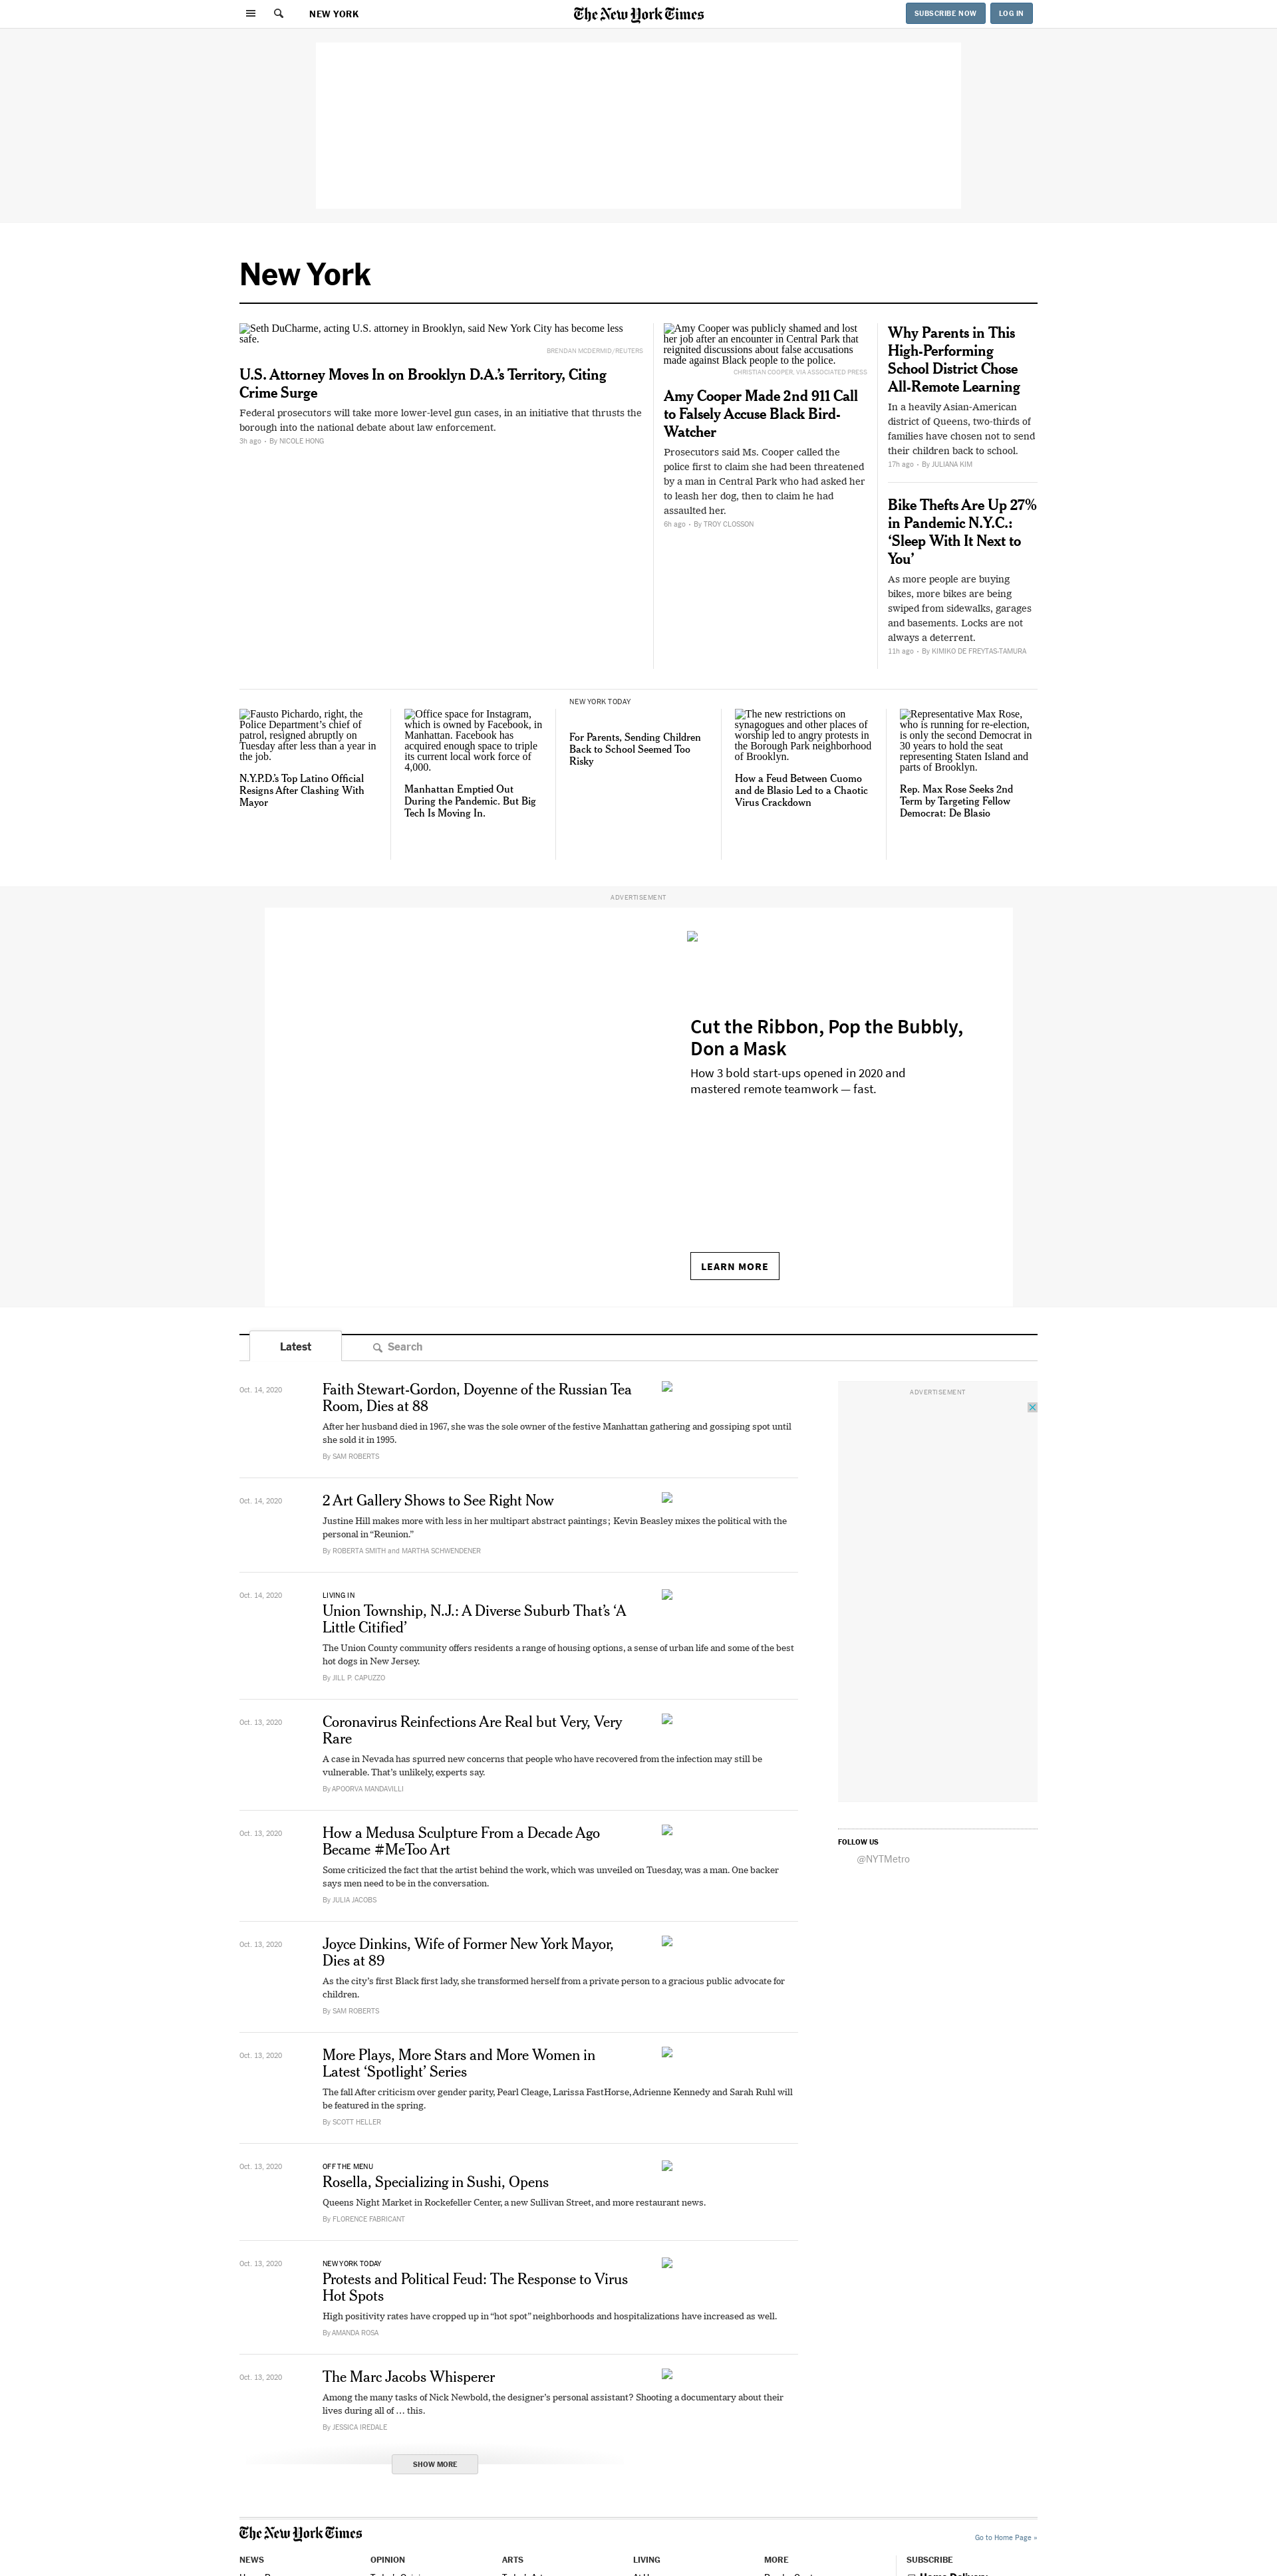 NEW YORK
The New York Times
SUBSCRIBE NOW
LOG IN
New York
Seth DuCharme, acting U.S. attorney in Brooklyn, said New York City has become less
safe.
BRENDAN MCDERMID/REUTERS
U.S. Attorney Moves In on Brooklyn D.A.’s Territory, Citing
Crime Surge
Federal prosecutors will take more lower-level gun cases, in an initiative that thrusts the
borough into the national debate about law enforcement.
3h ago • By NICOLE HONG
Amy Cooper was publicly shamed and lost
her job after an encounter in Central Park that
reignited discussions about false accusations
made against Black people to the police.
CHRISTIAN COOPER, VIA ASSOCIATED PRESS
Amy Cooper Made 2nd 911 Call
to Falsely Accuse Black Bird-
Watcher
Prosecutors said Ms. Cooper called the
police first to claim she had been threatened
by a man in Central Park who had asked her
to leash her dog, then to claim he had
assaulted her.
6h ago • By TROY CLOSSON
Why Parents in This
High-Performing
School District Chose
All-Remote Learning
In a heavily Asian-American
district of Queens, two-thirds of
families have chosen not to send
their children back to school.
17h ago • By JULIANA KIM
Bike Thefts Are Up 27%
in Pandemic N.Y.C.:
‘Sleep With It Next to
You’
As more people are buying
bikes, more bikes are being
swiped from sidewalks, garages
and basements. Locks are not
always a deterrent.
11h ago • By KIMIKO DE FREYTAS-TAMURA
Fausto Pichardo, right, the
Police Department’s chief of
patrol, resigned abruptly on
Tuesday after less than a year in
the job.
N.Y.P.D.’s Top Latino Official
Resigns After Clashing With
Mayor
Office space for Instagram,
which is owned by Facebook, in
Manhattan. Facebook has
acquired enough space to triple
its current local work force of
4,000.
Manhattan Emptied Out
During the Pandemic. But Big
Tech Is Moving In.
NEW YORK TODAY
For Parents, Sending Children
Back to School Seemed Too
Risky
The new restrictions on
synagogues and other places of
worship led to angry protests in
the Borough Park neighborhood
of Brooklyn.
How a Feud Between Cuomo
and de Blasio Led to a Chaotic
Virus Crackdown
Representative Max Rose,
who is running for re-election,
is only the second Democrat in
30 years to hold the seat
representing Staten Island and
parts of Brooklyn.
Rep. Max Rose Seeks 2nd
Term by Targeting Fellow
Democrat: De Blasio
ADVERTISEMENT
Cut the Ribbon, Pop the Bubbly,
Don a Mask
How 3 bold start-ups opened in 2020 and
mastered remote teamwork — fast.
LEARN MORE
Latest
Search
Oct. 14, 2020
Faith Stewart-Gordon, Doyenne of the Russian Tea
Room, Dies at 88
After her husband died in 1967, she was the sole owner of the festive Manhattan gathering and gossiping spot until
she sold it in 1995.
By SAM ROBERTS
ADVERTISEMENT
Oct. 14, 2020
2 Art Gallery Shows to See Right Now
Justine Hill makes more with less in her multipart abstract paintings; Kevin Beasley mixes the political with the
personal in “Reunion.”
By ROBERTA SMITH and MARTHA SCHWENDENER
Oct. 14, 2020
LIVING IN
Union Township, N.J.: A Diverse Suburb That’s ‘A
Little Citified’
The Union County community offers residents a range of housing options, a sense of urban life and some of the best
hot dogs in New Jersey.
By JILL P. CAPUZZO
Oct. 13, 2020
Coronavirus Reinfections Are Real but Very, Very
Rare
A case in Nevada has spurred new concerns that people who have recovered from the infection may still be
vulnerable. That’s unlikely, experts say.
By APOORVA MANDAVILLI
Oct. 13, 2020
How a Medusa Sculpture From a Decade Ago
Became #MeToo Art
Some criticized the fact that the artist behind the work, which was unveiled on Tuesday, was a man. One backer
says men need to be in the conversation.
By JULIA JACOBS
FOLLOW US
@NYTMetro
Oct. 13, 2020
Joyce Dinkins, Wife of Former New York Mayor,
Dies at 89
As the city’s first Black first lady, she transformed herself from a private person to a gracious public advocate for
children.
By SAM ROBERTS
Oct. 13, 2020
More Plays, More Stars and More Women in
Latest ‘Spotlight’ Series
The fall After criticism over gender parity, Pearl Cleage, Larissa FastHorse, Adrienne Kennedy and Sarah Ruhl will
be featured in the spring.
By SCOTT HELLER
Oct. 13, 2020
OFF THE MENU
Rosella, Specializing in Sushi, Opens
Queens Night Market in Rockefeller Center, a new Sullivan Street, and more restaurant news.
By FLORENCE FABRICANT
Oct. 13, 2020
NEW YORK TODAY
Protests and Political Feud: The Response to Virus
Hot Spots
High positivity rates have cropped up in “hot spot” neighborhoods and hospitalizations have increased as well.
By AMANDA ROSA
Oct. 13, 2020
The Marc Jacobs Whisperer
Among the many tasks of Nick Newbold, the designer’s personal assistant? Shooting a documentary about their
lives during all of … this.
By JESSICA IREDALE
SHOW MORE
The New York Times
Go to Home Page »
NEWS
OPINION
ARTS
LIVING
MORE
SUBSCRIBE